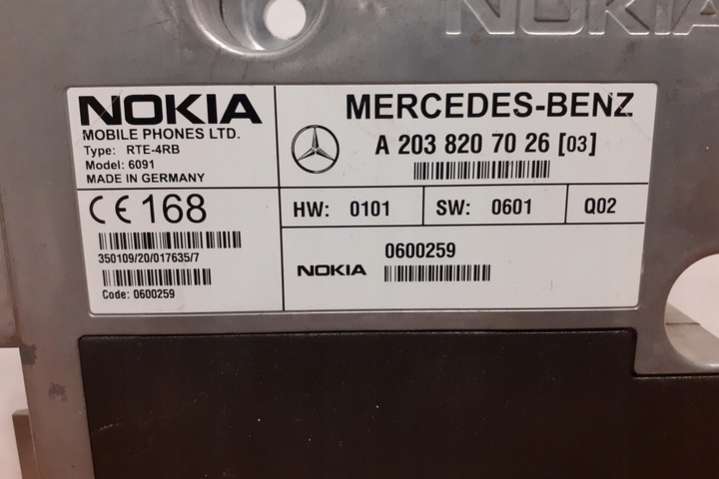 NOKIA
NOKIA
MOBILE PHONES LTD.
Type: RTE-4RB
Model: 6091
MADE IN GERMANY
CE 168
350109/20/017635/7
Code: 0600259
MERCEDES-BENZ
A 203 820 70 26 [03]
HW: 0101 SW: 0601 Q02
NOKIA 0600259